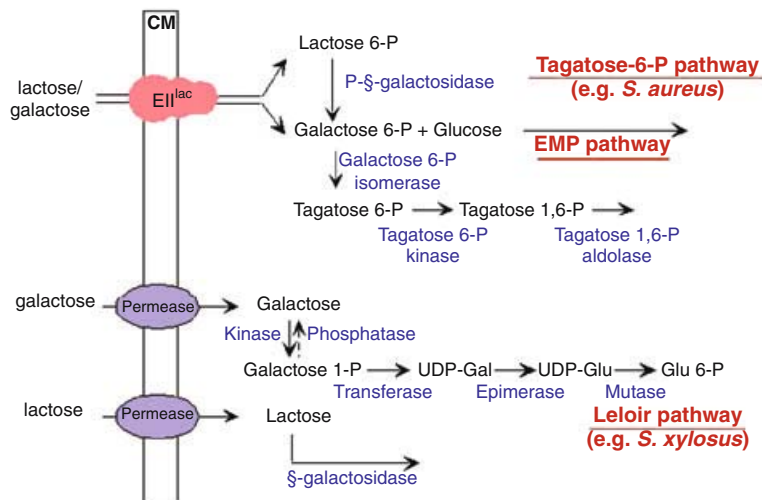 CM
Lactose 6-P
P-§-galactosidase
Tagatose-6-P pathway
(e.g. S. aureus)
lactose/
galactose
EIIlac
Galactose 6-P + Glucose
EMP pathway
Galactose 6-P
isomerase
Tagatose 6-P
Tagatose 1,6-P
Tagatose 6-P
kinase
Tagatose 1,6-P
aldolase
galactose
Permease
Galactose
Kinase
Phosphatase
Galactose 1-P
UDP-Gal
UDP-Glu
Glu 6-P
Transferase
Epimerase
Mutase
lactose
Permease
Lactose
Leloir pathway
(e.g. S. xylosus)
§-galactosidase